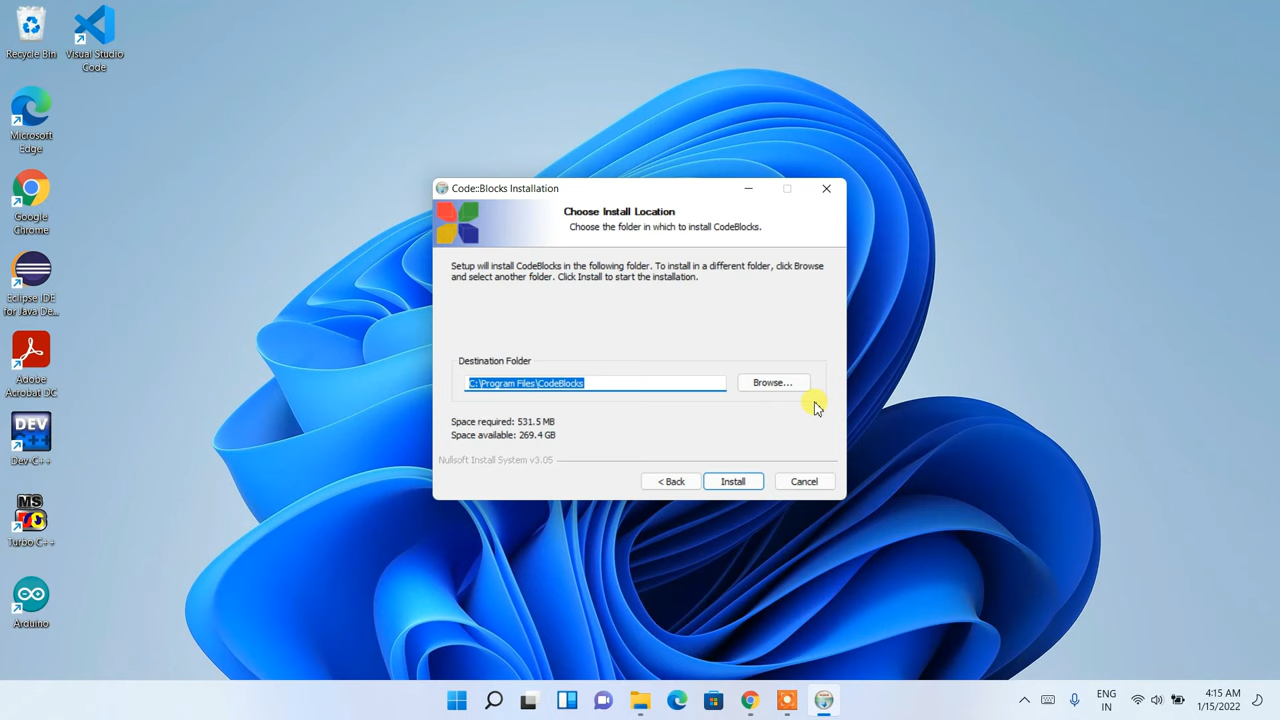 Recycle Bin
Visual Studio
Code
Microsoft
Edge
Google
Chrome
Eclipse IDE
for Java De...
Adobe
Acrobat DC
DEV
C++
Dev-C++
MS
Turbo C++
Arduino
Code::Blocks Installation
Choose Install Location
Choose the folder in which to install CodeBlocks.
Setup will install CodeBlocks in the following folder. To install in a different folder, click Browse
and select another folder. Click Install to start the installation.
Destination Folder
C:\Program Files\CodeBlocks
Browse...
Space required: 531.5 MB
Space available: 269.4 GB
Nullsoft Install System v3.05
< Back
Install
Cancel
ENG
IN
4:15 AM
1/15/2022